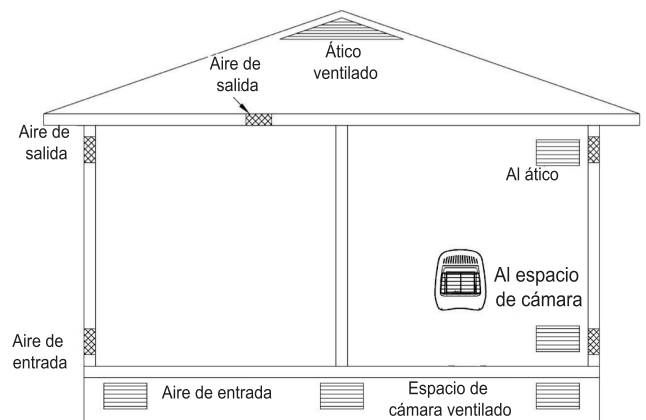 Ático
ventilado
Aire de
salida
Aire de
salida
Al ático
Al espacio
de cámara
Aire de
entrada
Aire de entrada
Espacio de
cámara ventilado